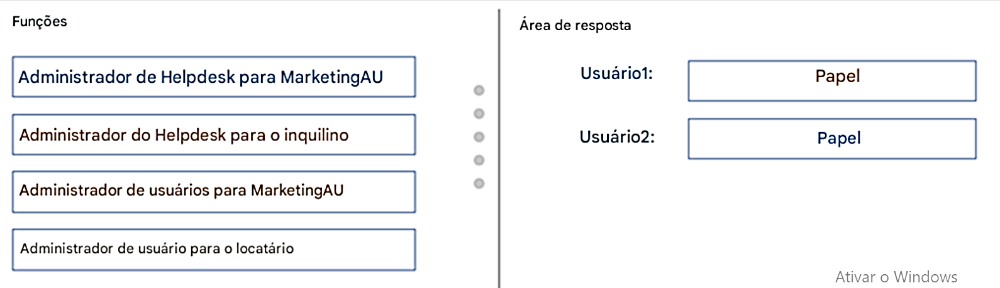 Funções
Administrador de Helpdesk para MarketingAU
Administrador do Helpdesk para o inquilino
Administrador de usuários para MarketingAU
Administrador de usuário para o locatário
Área de resposta
Usuário1:
Papel
Usuário2:
Papel
Ativar o Windows